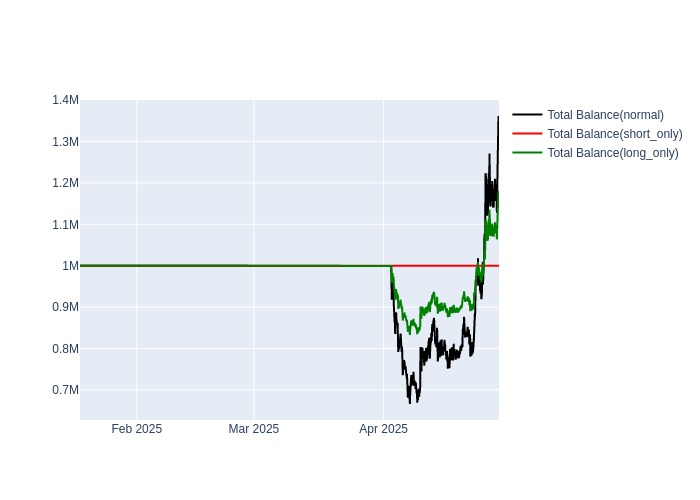 1.4M
1.3M
1.2M
1.1M
1M
0.9M
0.8M
0.7M
Feb 2025
Mar 2025
Apr 2025
Total Balance(normal)
Total Balance(short_only)
Total Balance(long_only)